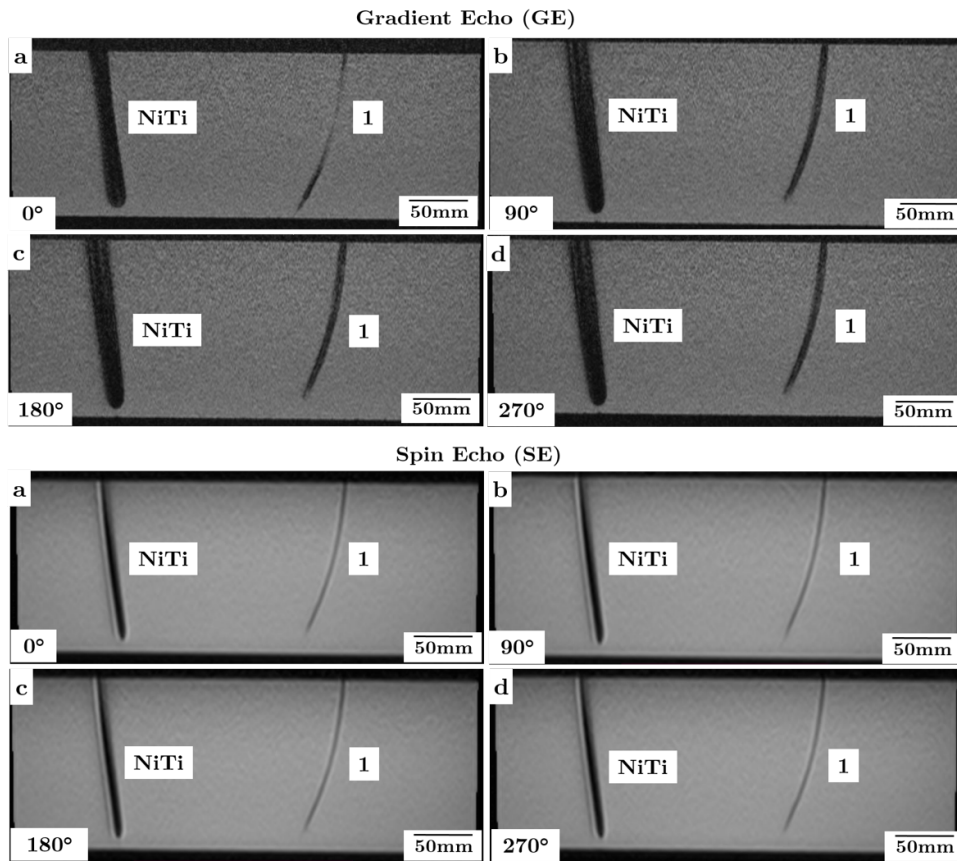 Gradient Echo (GE)
a
NiTi
1
0°
50mm
b
NiTi
1
90°
50mm
c
NiTi
1
180°
50mm
d
NiTi
1
270°
50mm
Spin Echo (SE)
a
NiTi
1
0°
50mm
b
NiTi
1
90°
50mm
c
NiTi
1
180°
50mm
d
NiTi
1
270°
50mm